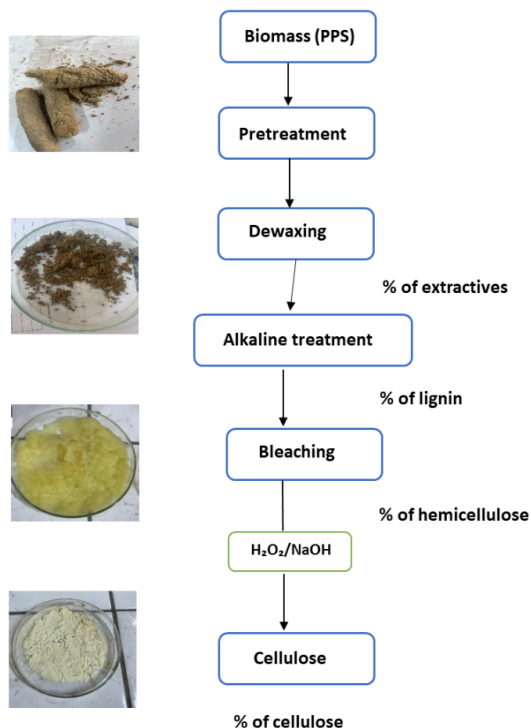 Biomass (PPS)
Pretreatment
Dewaxing
% of extractives
Alkaline treatment
% of lignin
Bleaching
% of hemicellulose
H₂O₂/NaOH
Cellulose
% of cellulose